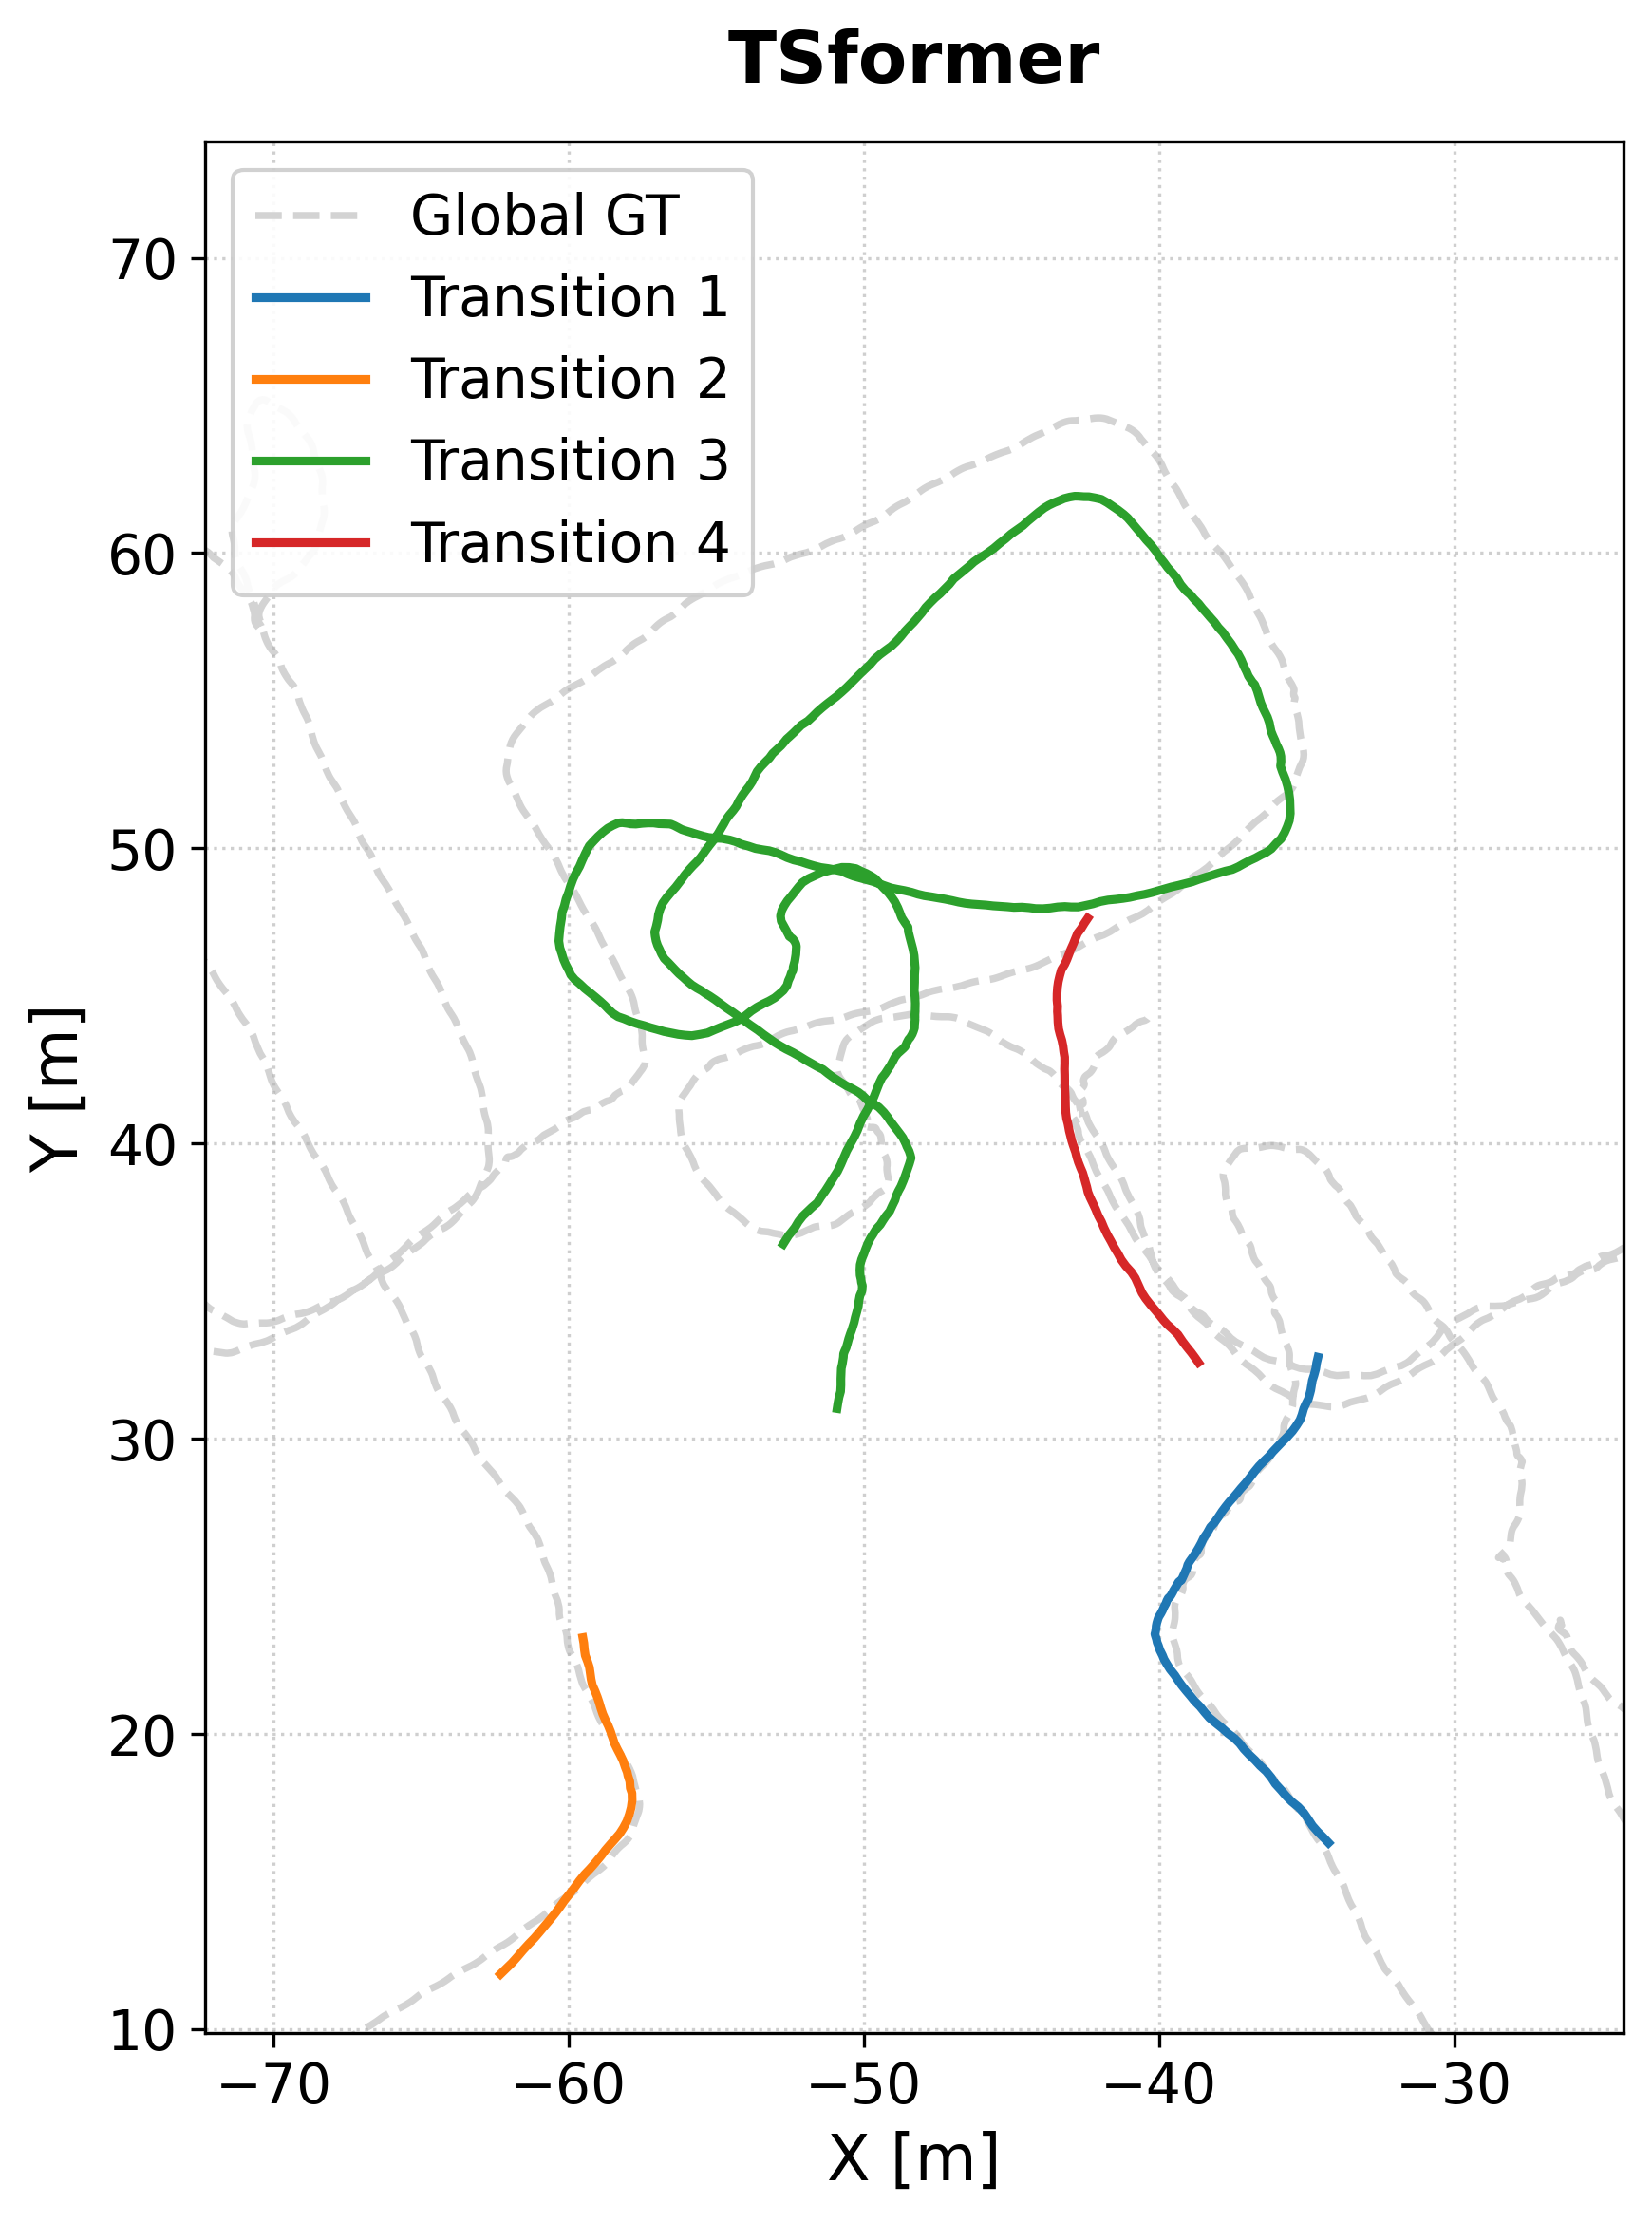 TSformer
Global GT
Transition 1
Transition 2
Transition 3
Transition 4
70
60
50
40
30
20
10
Y [m]
−70 −60 −50 −40 −30
X [m]